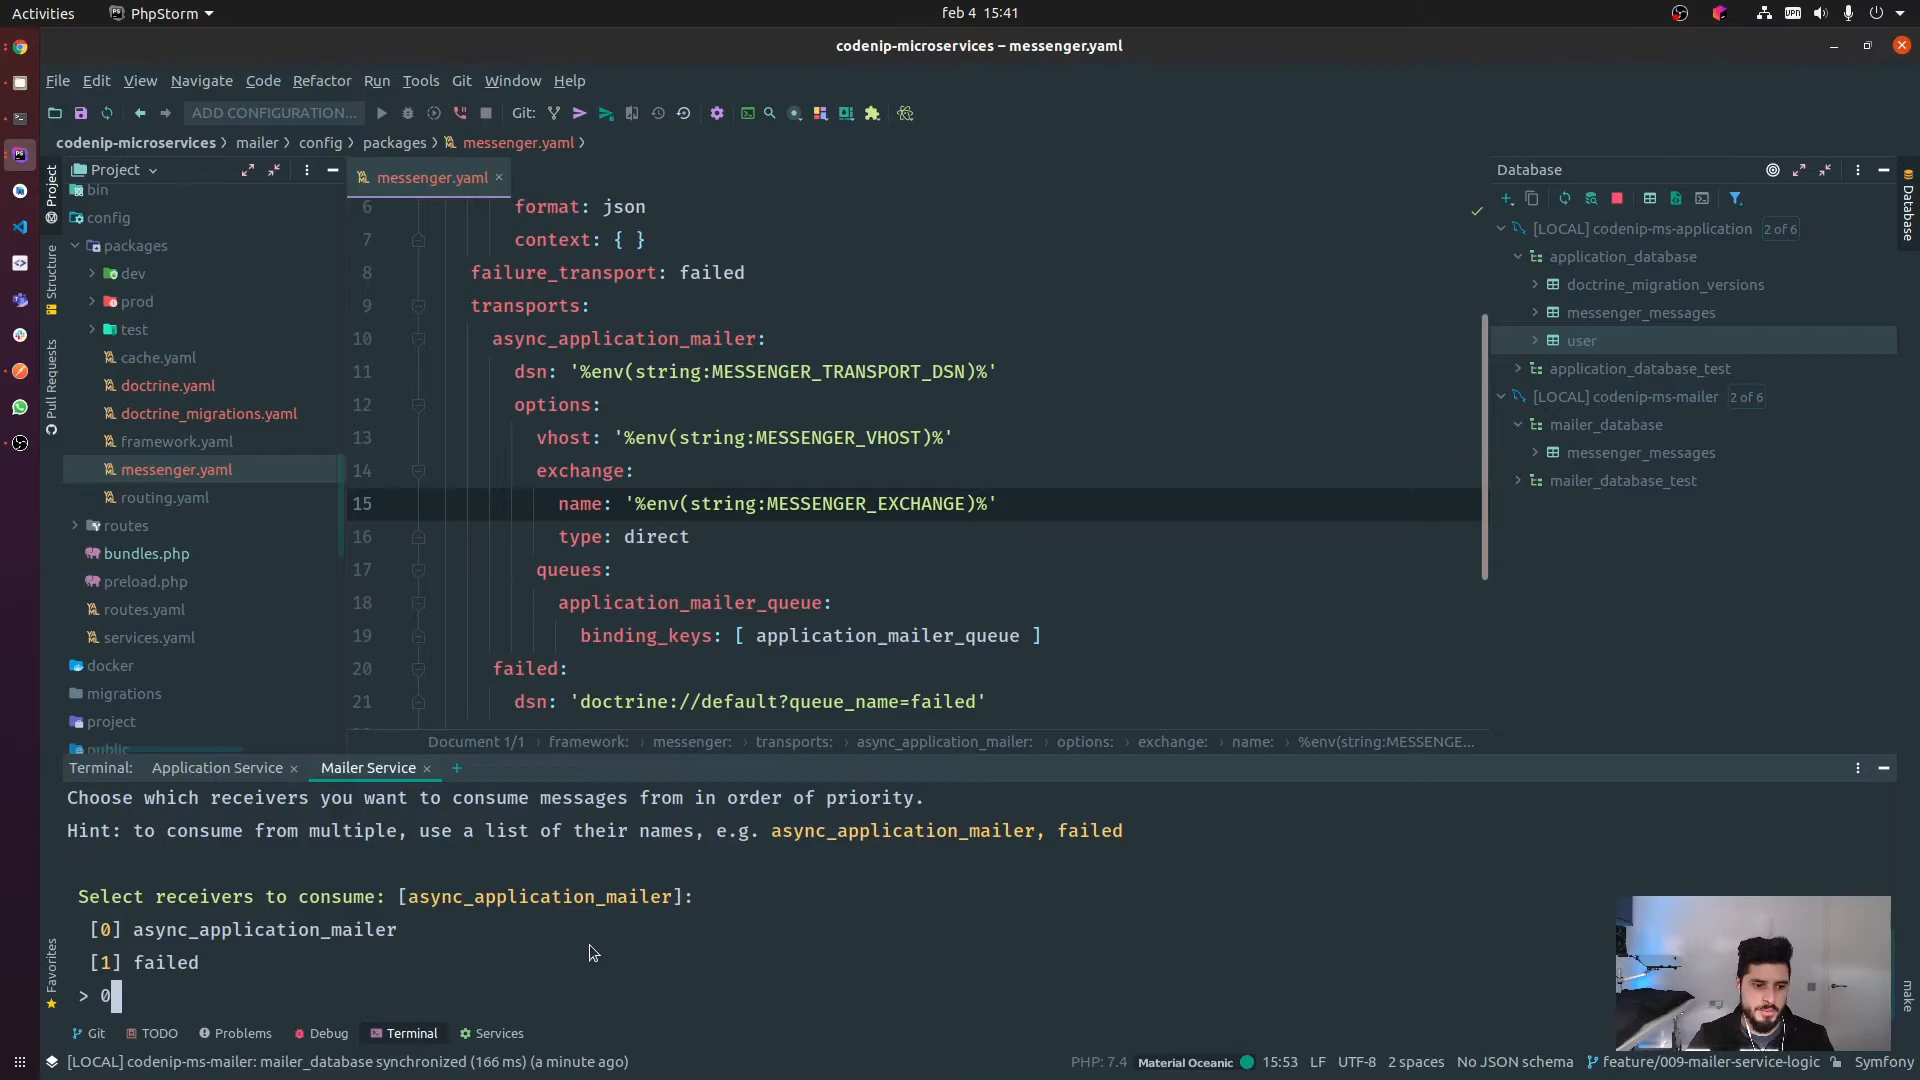 Activities
PhpStorm
feb 4 15:41
VPN
codenip-microservices – messenger.yaml
File Edit View Navigate Code Refactor Run Tools Git Window Help
ADD CONFIGURATION...
Git:
codenip-microservices
mailer
config
packages
messenger.yaml
Project
messenger.yaml
Database
Project
Structure
Pull Requests
Favorites
bin
config
packages
dev
prod
test
cache.yaml
doctrine.yaml
doctrine_migrations.yaml
framework.yaml
messenger.yaml
routing.yaml
routes
bundles.php
preload.php
routes.yaml
services.yaml
docker
migrations
project
public
6 format: json
7 context: { }
8 failure_transport: failed
9 transports:
10 async_application_mailer:
11 dsn: '%env(string:MESSENGER_TRANSPORT_DSN)%'
12 options:
13 vhost: '%env(string:MESSENGER_VHOST)%'
14 exchange:
15 name: '%env(string:MESSENGER_EXCHANGE)%'
16 type: direct
17 queues:
18 application_mailer_queue:
19 binding_keys: [ application_mailer_queue ]
20 failed:
21 dsn: 'doctrine://default?queue_name=failed'
Document 1/1 › framework: › messenger: › transports: › async_application_mailer: › options: › exchange: › name: › %env(string:MESSENGE...
[LOCAL] codenip-ms-application 2 of 6
application_database
doctrine_migration_versions
messenger_messages
user
application_database_test
[LOCAL] codenip-ms-mailer 2 of 6
mailer_database
messenger_messages
mailer_database_test
Database
make
Terminal: Application Service × Mailer Service × +
Choose which receivers you want to consume messages from in order of priority.
Hint: to consume from multiple, use a list of their names, e.g. async_application_mailer, failed
Select receivers to consume: [async_application_mailer]:
[0] async_application_mailer
[1] failed
> 0
Git TODO Problems Debug Terminal Services
[LOCAL] codenip-ms-mailer: mailer_database synchronized (166 ms) (a minute ago)
PHP: 7.4 Material Oceanic 15:53 LF UTF-8 2 spaces No JSON schema feature/009-mailer-service-logic Symfony